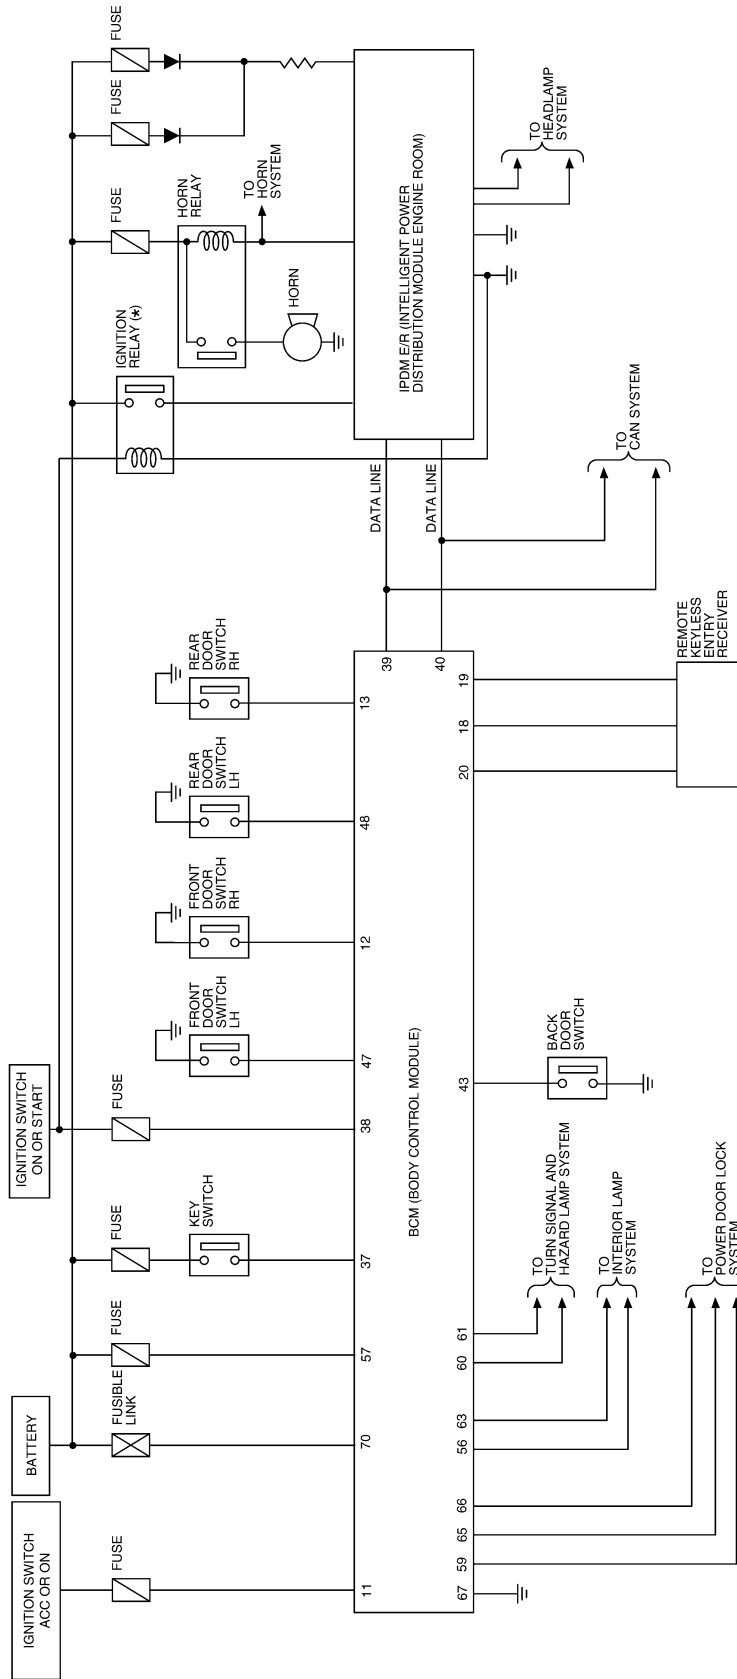 IGNITION SWITCH
ACC OR ON
BATTERY
IGNITION SWITCH
ON OR START
FUSE
FUSIBLE
LINK
FUSE
FUSE
FUSE
KEY
SWITCH
FRONT
DOOR
SWITCH
LH
FRONT
DOOR
SWITCH
RH
REAR
DOOR
SWITCH
LH
REAR
DOOR
SWITCH
RH
IGNITION
RELAY (*)
FUSE
FUSE
FUSE
HORN
RELAY
TO
HORN
SYSTEM
HORN
11
70
57
37
38
47
12
48
13
BCM (BODY CONTROL MODULE)
39
40
DATA LINE
DATA LINE
IPDM E/R (INTELLIGENT POWER
DISTRIBUTION MODULE ENGINE ROOM)
67
59
65
66
56
63
60
61
43
20
18
19
TO
POWER DOOR LOCK
SYSTEM
TO
INTERIOR LAMP
SYSTEM
TO
TURN SIGNAL AND
HAZARD LAMP SYSTEM
BACK
DOOR
SWITCH
REMOTE
KEYLESS
ENTRY
RECEIVER
TO
CAN SYSTEM
TO
HEADLAMP
SYSTEM